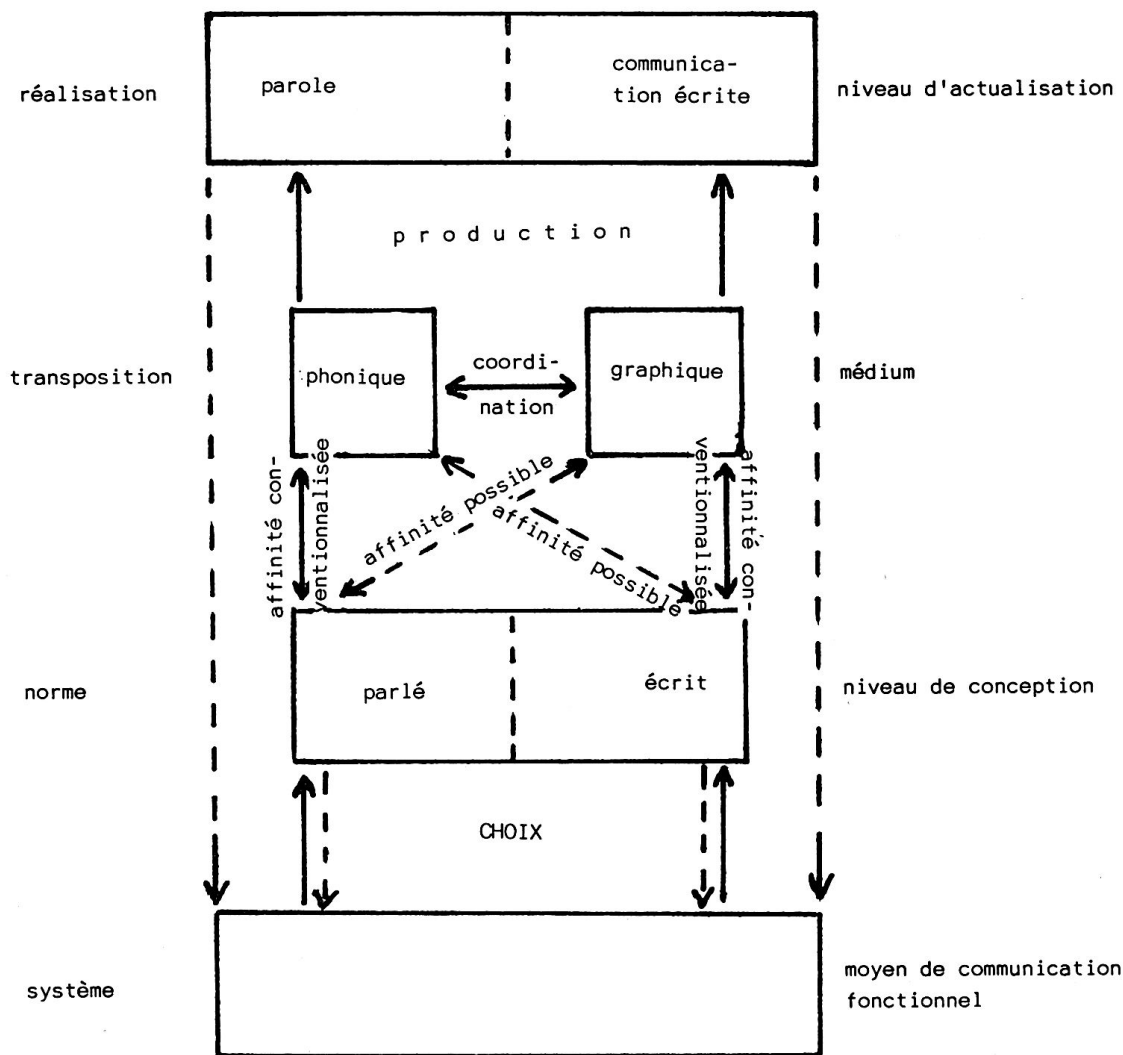 réalisation
parole
communica-
tion écrite
niveau d'actualisation
production
transposition
phonique
coordi-
nation
graphique
médium
affinité con-
ventionnalisée
affinité possible
affinité possible
affinité con-
ventionnalisée
norme
parlé
écrit
niveau de conception
CHOIX
système
moyen de communication
fonctionnel